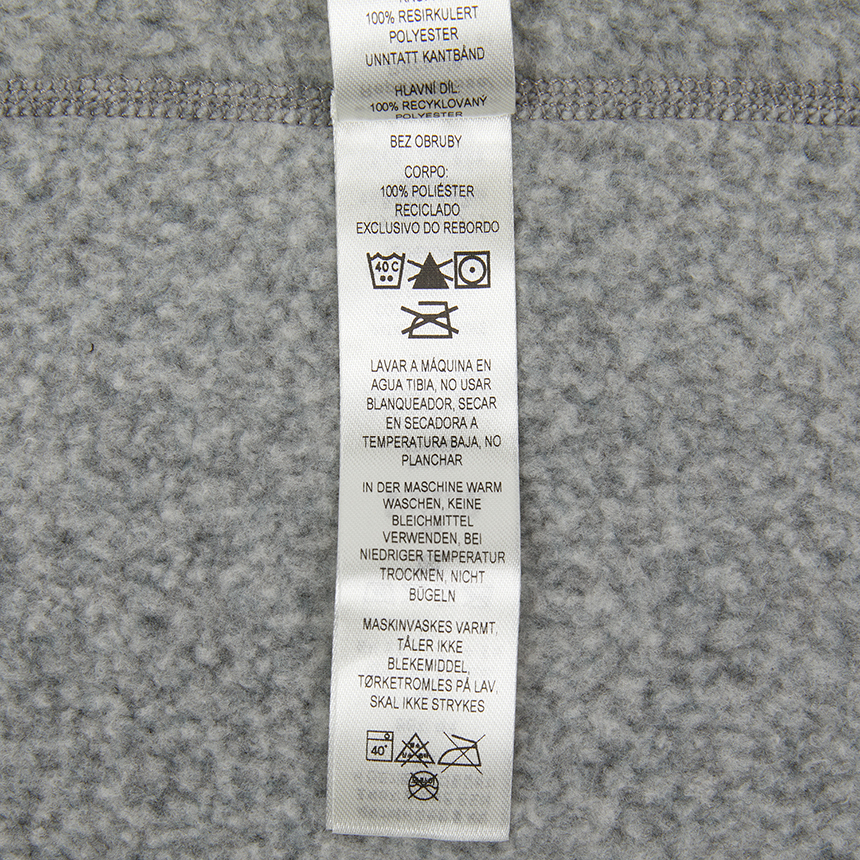 100% RESIRKULERT
POLYESTER
UNNTATT KANTBÅND
HLAVNÍ DÍL:
100% RECYKLOVANÝ
POLYESTER
BEZ OBRUBY
CORPO:
100% POLIÉSTER
RECICLADO
EXCLUSIVO DO REBORDO
40 C
LAVAR A MÁQUINA EN
AGUA TIBIA, NO USAR
BLANQUEADOR, SECAR
EN SECADORA A
TEMPERATURA BAJA, NO
PLANCHAR
IN DER MASCHINE WARM
WASCHEN, KEINE
BLEICHMITTEL
VERWENDEN, BEI
NIEDRIGER TEMPERATUR
TROCKNEN, NICHT
BÜGELN
MASKINVASKES VARMT,
TÅLER IKKE
BLEKEMIDDEL,
TØRKETROMLES PÅ LAV,
SKAL IKKE STRYKES
40°